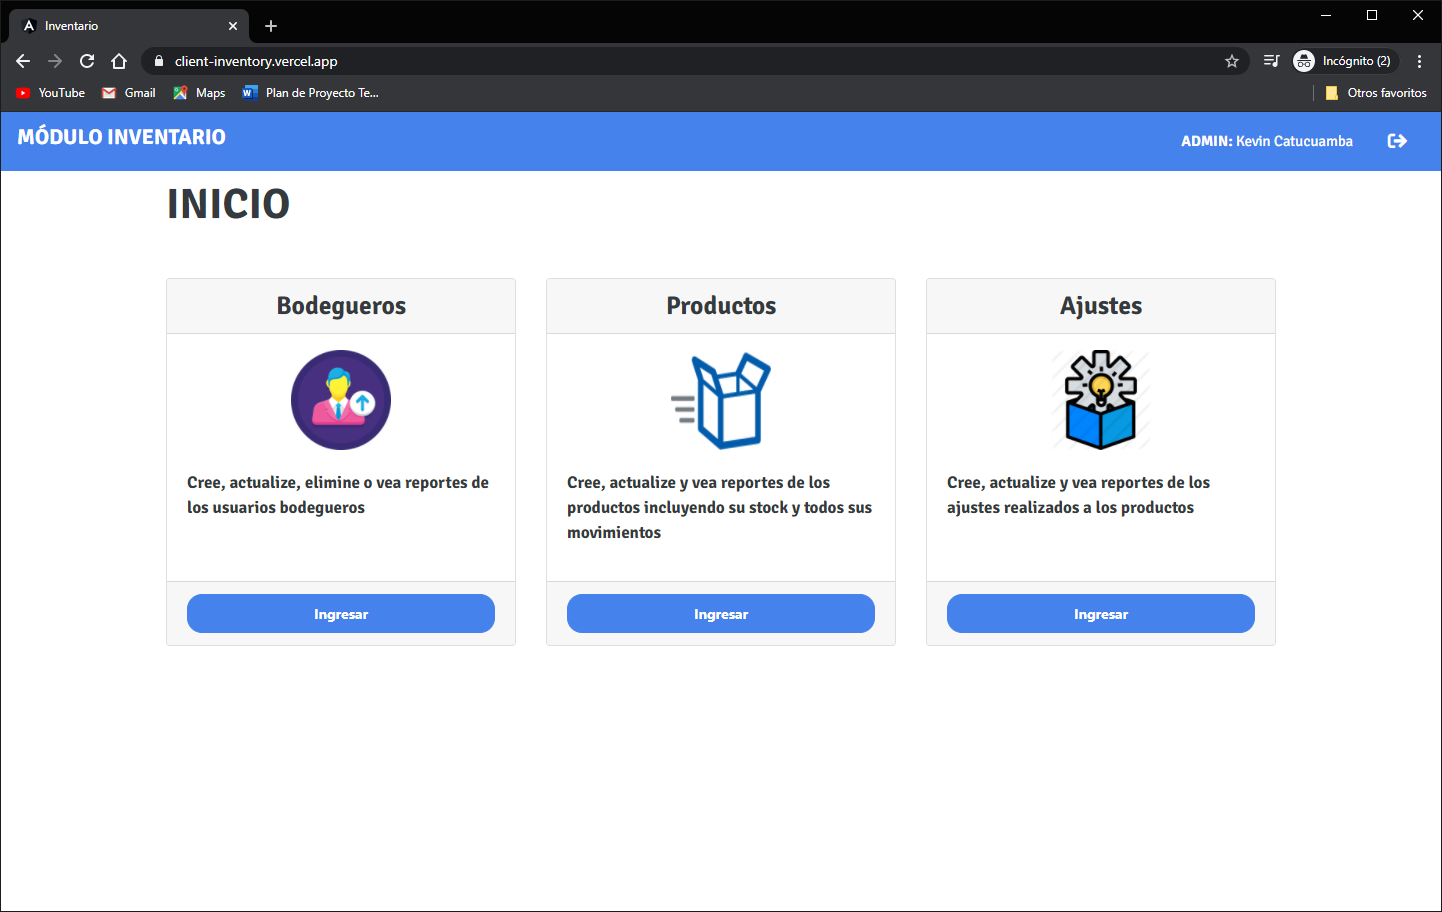 Inventario
client-inventory.vercel.app
Incógnito (2)
YouTube
Gmail
Maps
Plan de Proyecto Te...
Otros favoritos
MÓDULO INVENTARIO
ADMIN: Kevin Catucuamba
INICIO
Bodegueros
Cree, actualize, elimine o vea reportes de
los usuarios bodegueros
Ingresar
Productos
Cree, actualize y vea reportes de los
productos incluyendo su stock y todos sus
movimientos
Ingresar
Ajustes
Cree, actualize y vea reportes de los
ajustes realizados a los productos
Ingresar